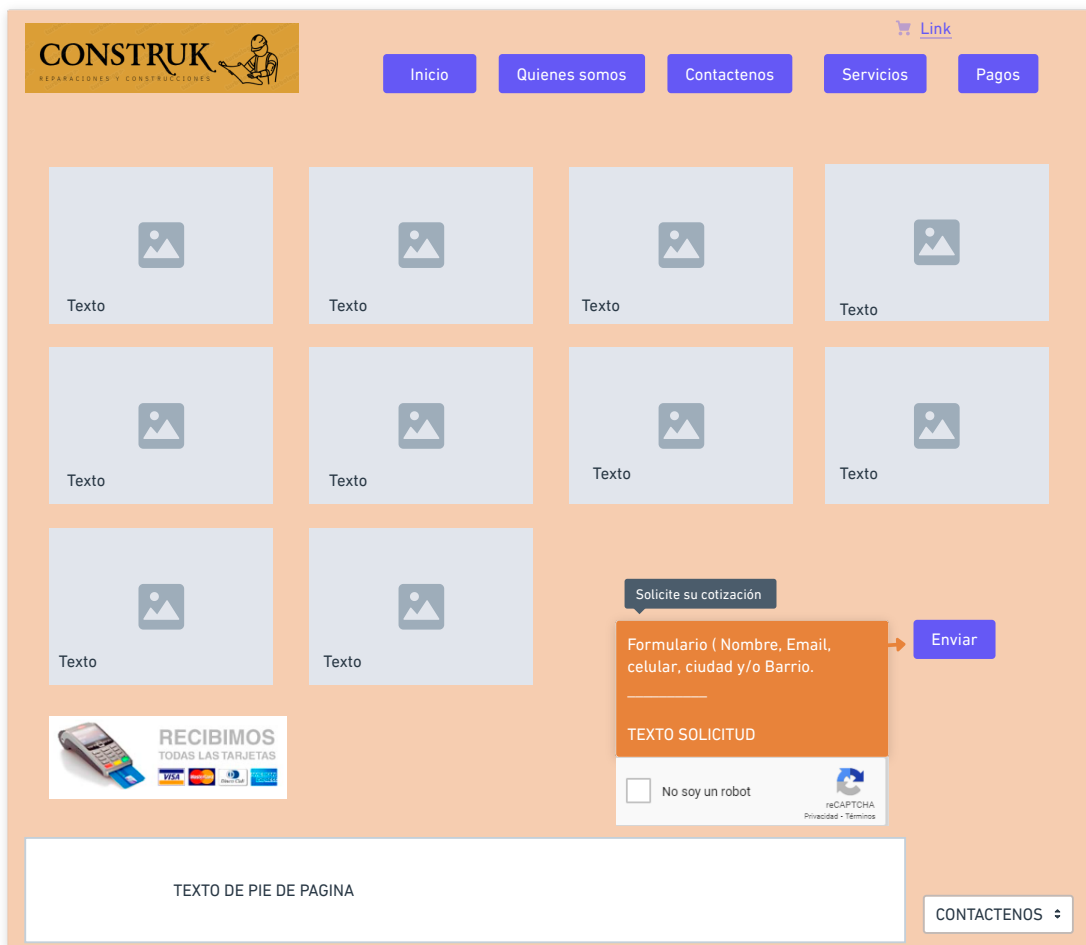 Link
CONSTRUK
REPARACIONES Y CONSTRUCCIONES
Inicio
Quienes somos
Contactenos
Servicios
Pagos
Texto
Texto
Texto
Texto
Texto
Texto
Texto
Texto
Texto
Texto
Solicite su cotización
Formulario ( Nombre, Email,
celular, ciudad y/o Barrio.
TEXTO SOLICITUD
Enviar
No soy un robot
reCAPTCHA
Privacidad - Términos
RECIBIMOS
TODAS LAS TARJETAS
VISA
TEXTO DE PIE DE PAGINA
CONTACTENOS